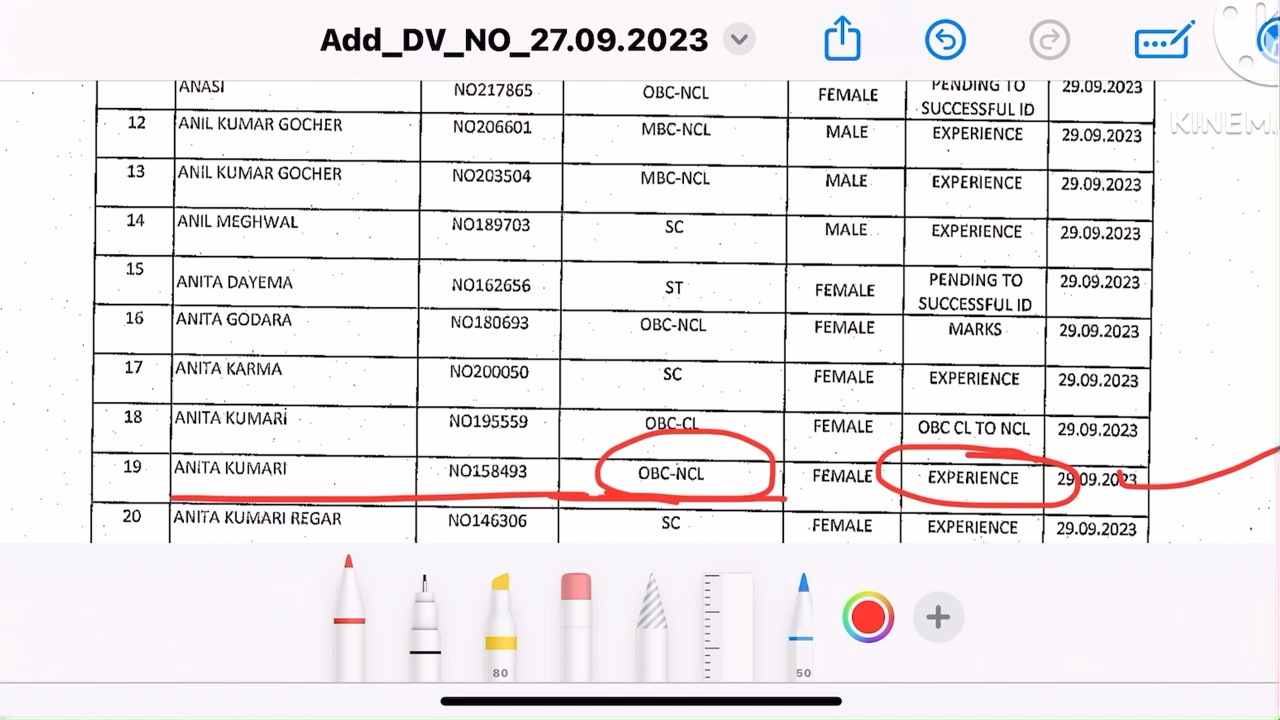 Add_DV_NO_27.09.2023
ANASI NO217865 OBC-NCL FEMALE PENDING TO SUCCESSFUL ID 29.09.2023
12 ANIL KUMAR GOCHER NO206601 MBC-NCL MALE EXPERIENCE 29.09.2023
13 ANIL KUMAR GOCHER NO203504 MBC-NCL MALE EXPERIENCE 29.09.2023
14 ANIL MEGHWAL NO189703 SC MALE EXPERIENCE 29.09.2023
15 ANITA DAYEMA NO162656 ST FEMALE PENDING TO SUCCESSFUL ID 29.09.2023
16 ANITA GODARA NO180693 OBC-NCL FEMALE MARKS 29.09.2023
17 ANITA KARMA NO200050 SC FEMALE EXPERIENCE 29.09.2023
18 ANITA KUMARI NO195559 OBC-CL FEMALE OBC CL TO NCL 29.09.2023
19 ANITA KUMARI NO158493 OBC-NCL FEMALE EXPERIENCE 29.09.2023
20 ANITA KUMARI REGAR NO146306 SC FEMALE EXPERIENCE 29.09.2023
KINEM
80
50